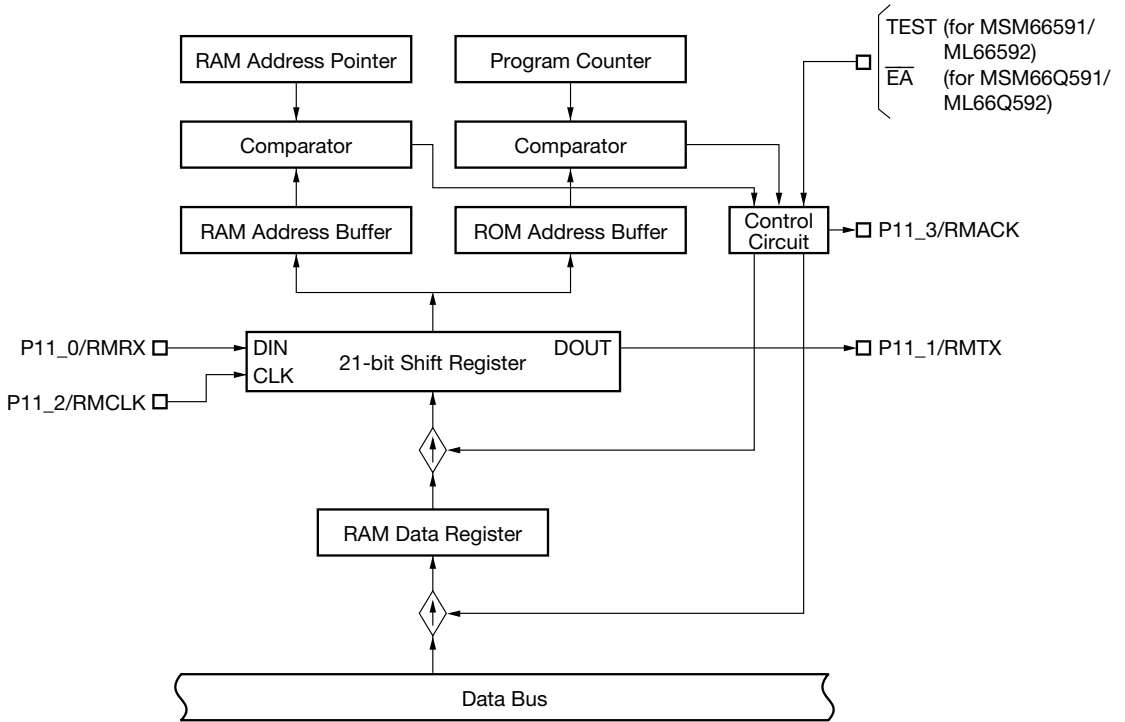 TEST (for MSM66591/
ML66592)
E̅A̅ (for MSM66Q591/
ML66Q592)
RAM Address Pointer
Program Counter
Comparator
Comparator
RAM Address Buffer
ROM Address Buffer
Control
Circuit
P11_3/RMACK
P11_0/RMRX
DIN
DOUT
P11_1/RMTX
21-bit Shift Register
CLK
P11_2/RMCLK
RAM Data Register
Data Bus